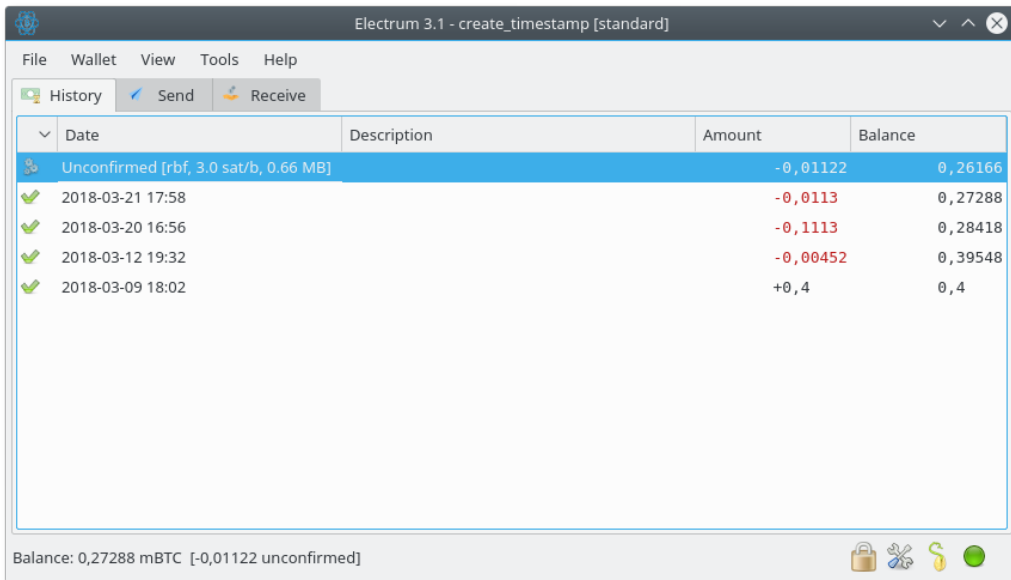 Electrum 3.1 - create_timestamp [standard]
File Wallet View Tools Help
History Send Receive
Date Description Amount Balance
Unconfirmed [rbf, 3.0 sat/b, 0.66 MB] -0,01122 0,26166
2018-03-21 17:58 -0,0113 0,27288
2018-03-20 16:56 -0,1113 0,28418
2018-03-12 19:32 -0,00452 0,39548
2018-03-09 18:02 +0,4 0,4
Balance: 0,27288 mBTC [-0,01122 unconfirmed]